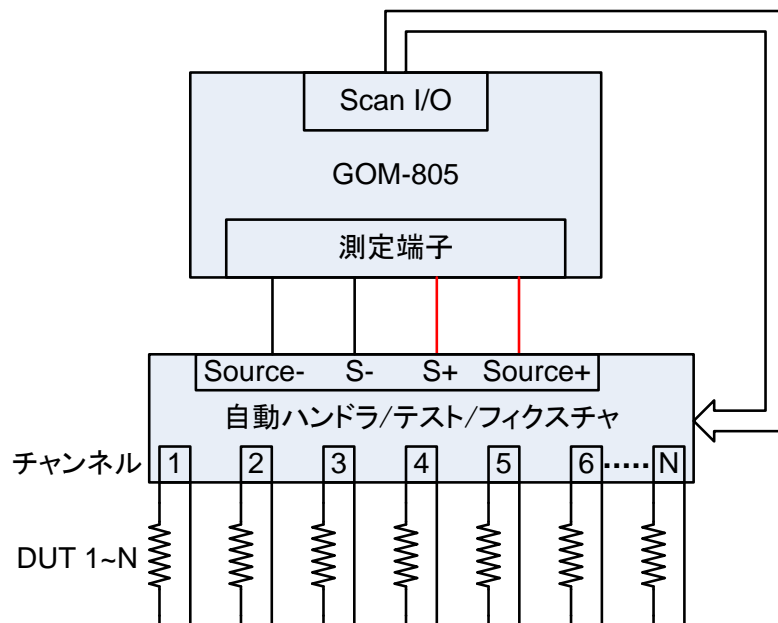 Scan I/O
GOM-805
測定端子
Source- S- S+ Source+
自動ハンドラ/テスト/フィクスチャ
チャンネル 1 2 3 4 5 6 ..... N
DUT 1~N